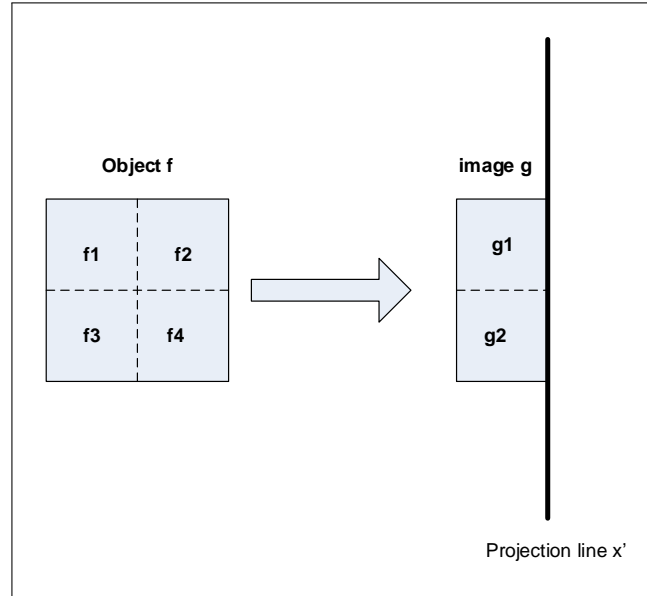 Object f
image g
f1
f2
g1
f3
f4
g2
Projection line x’